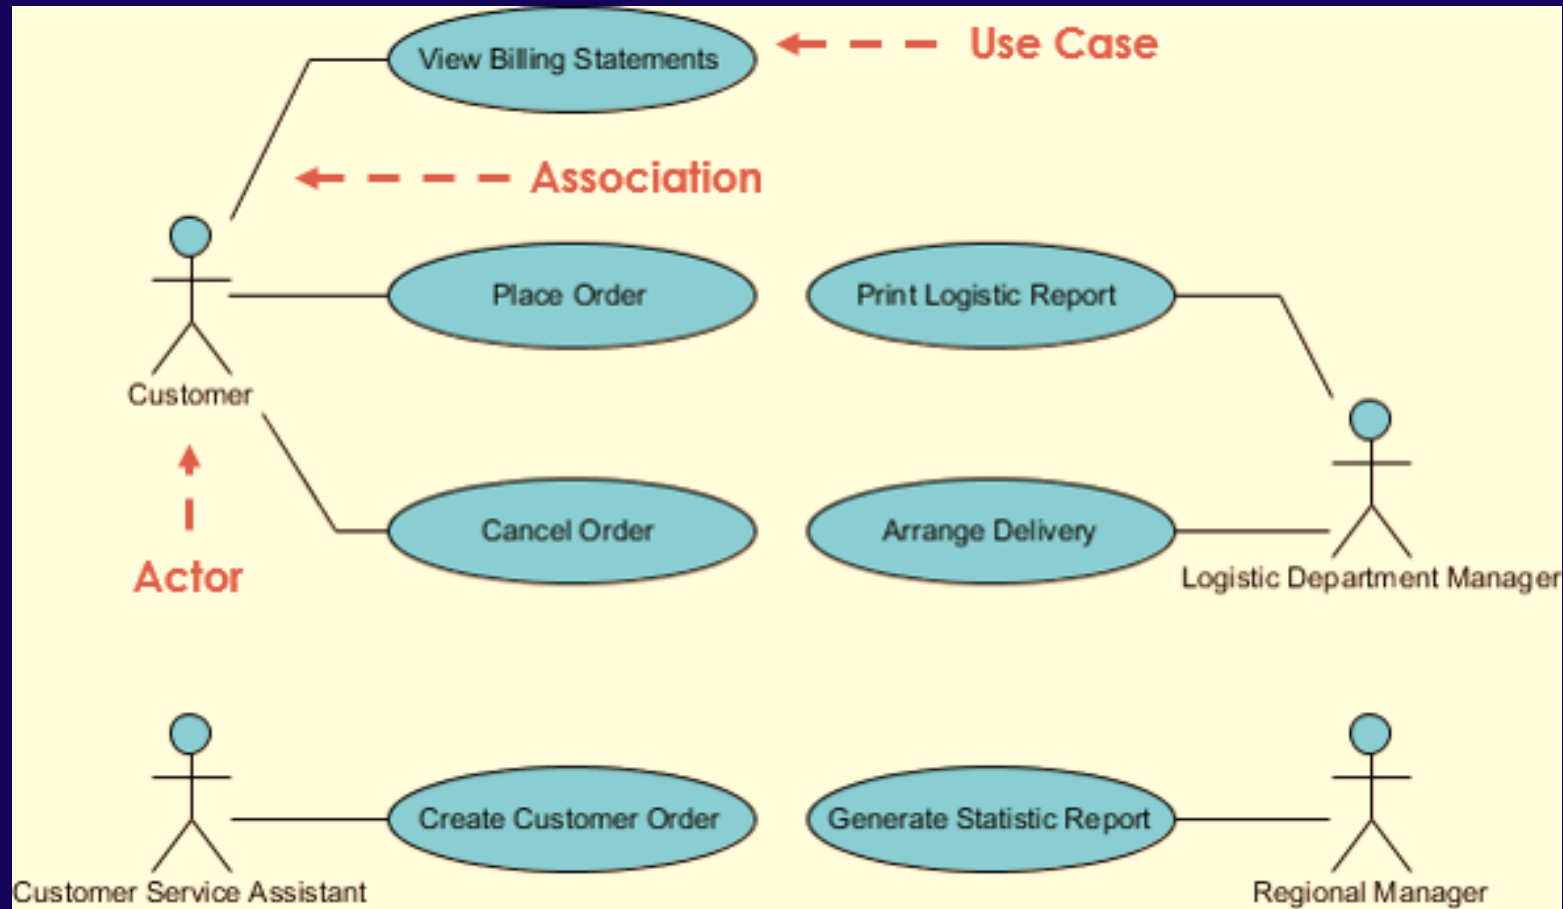 View Billing Statements
Use Case
Association
Place Order
Print Logistic Report
Customer
Cancel Order
Arrange Delivery
Actor
Logistic Department Manager
Create Customer Order
Generate Statistic Report
Customer Service Assistant
Regional Manager